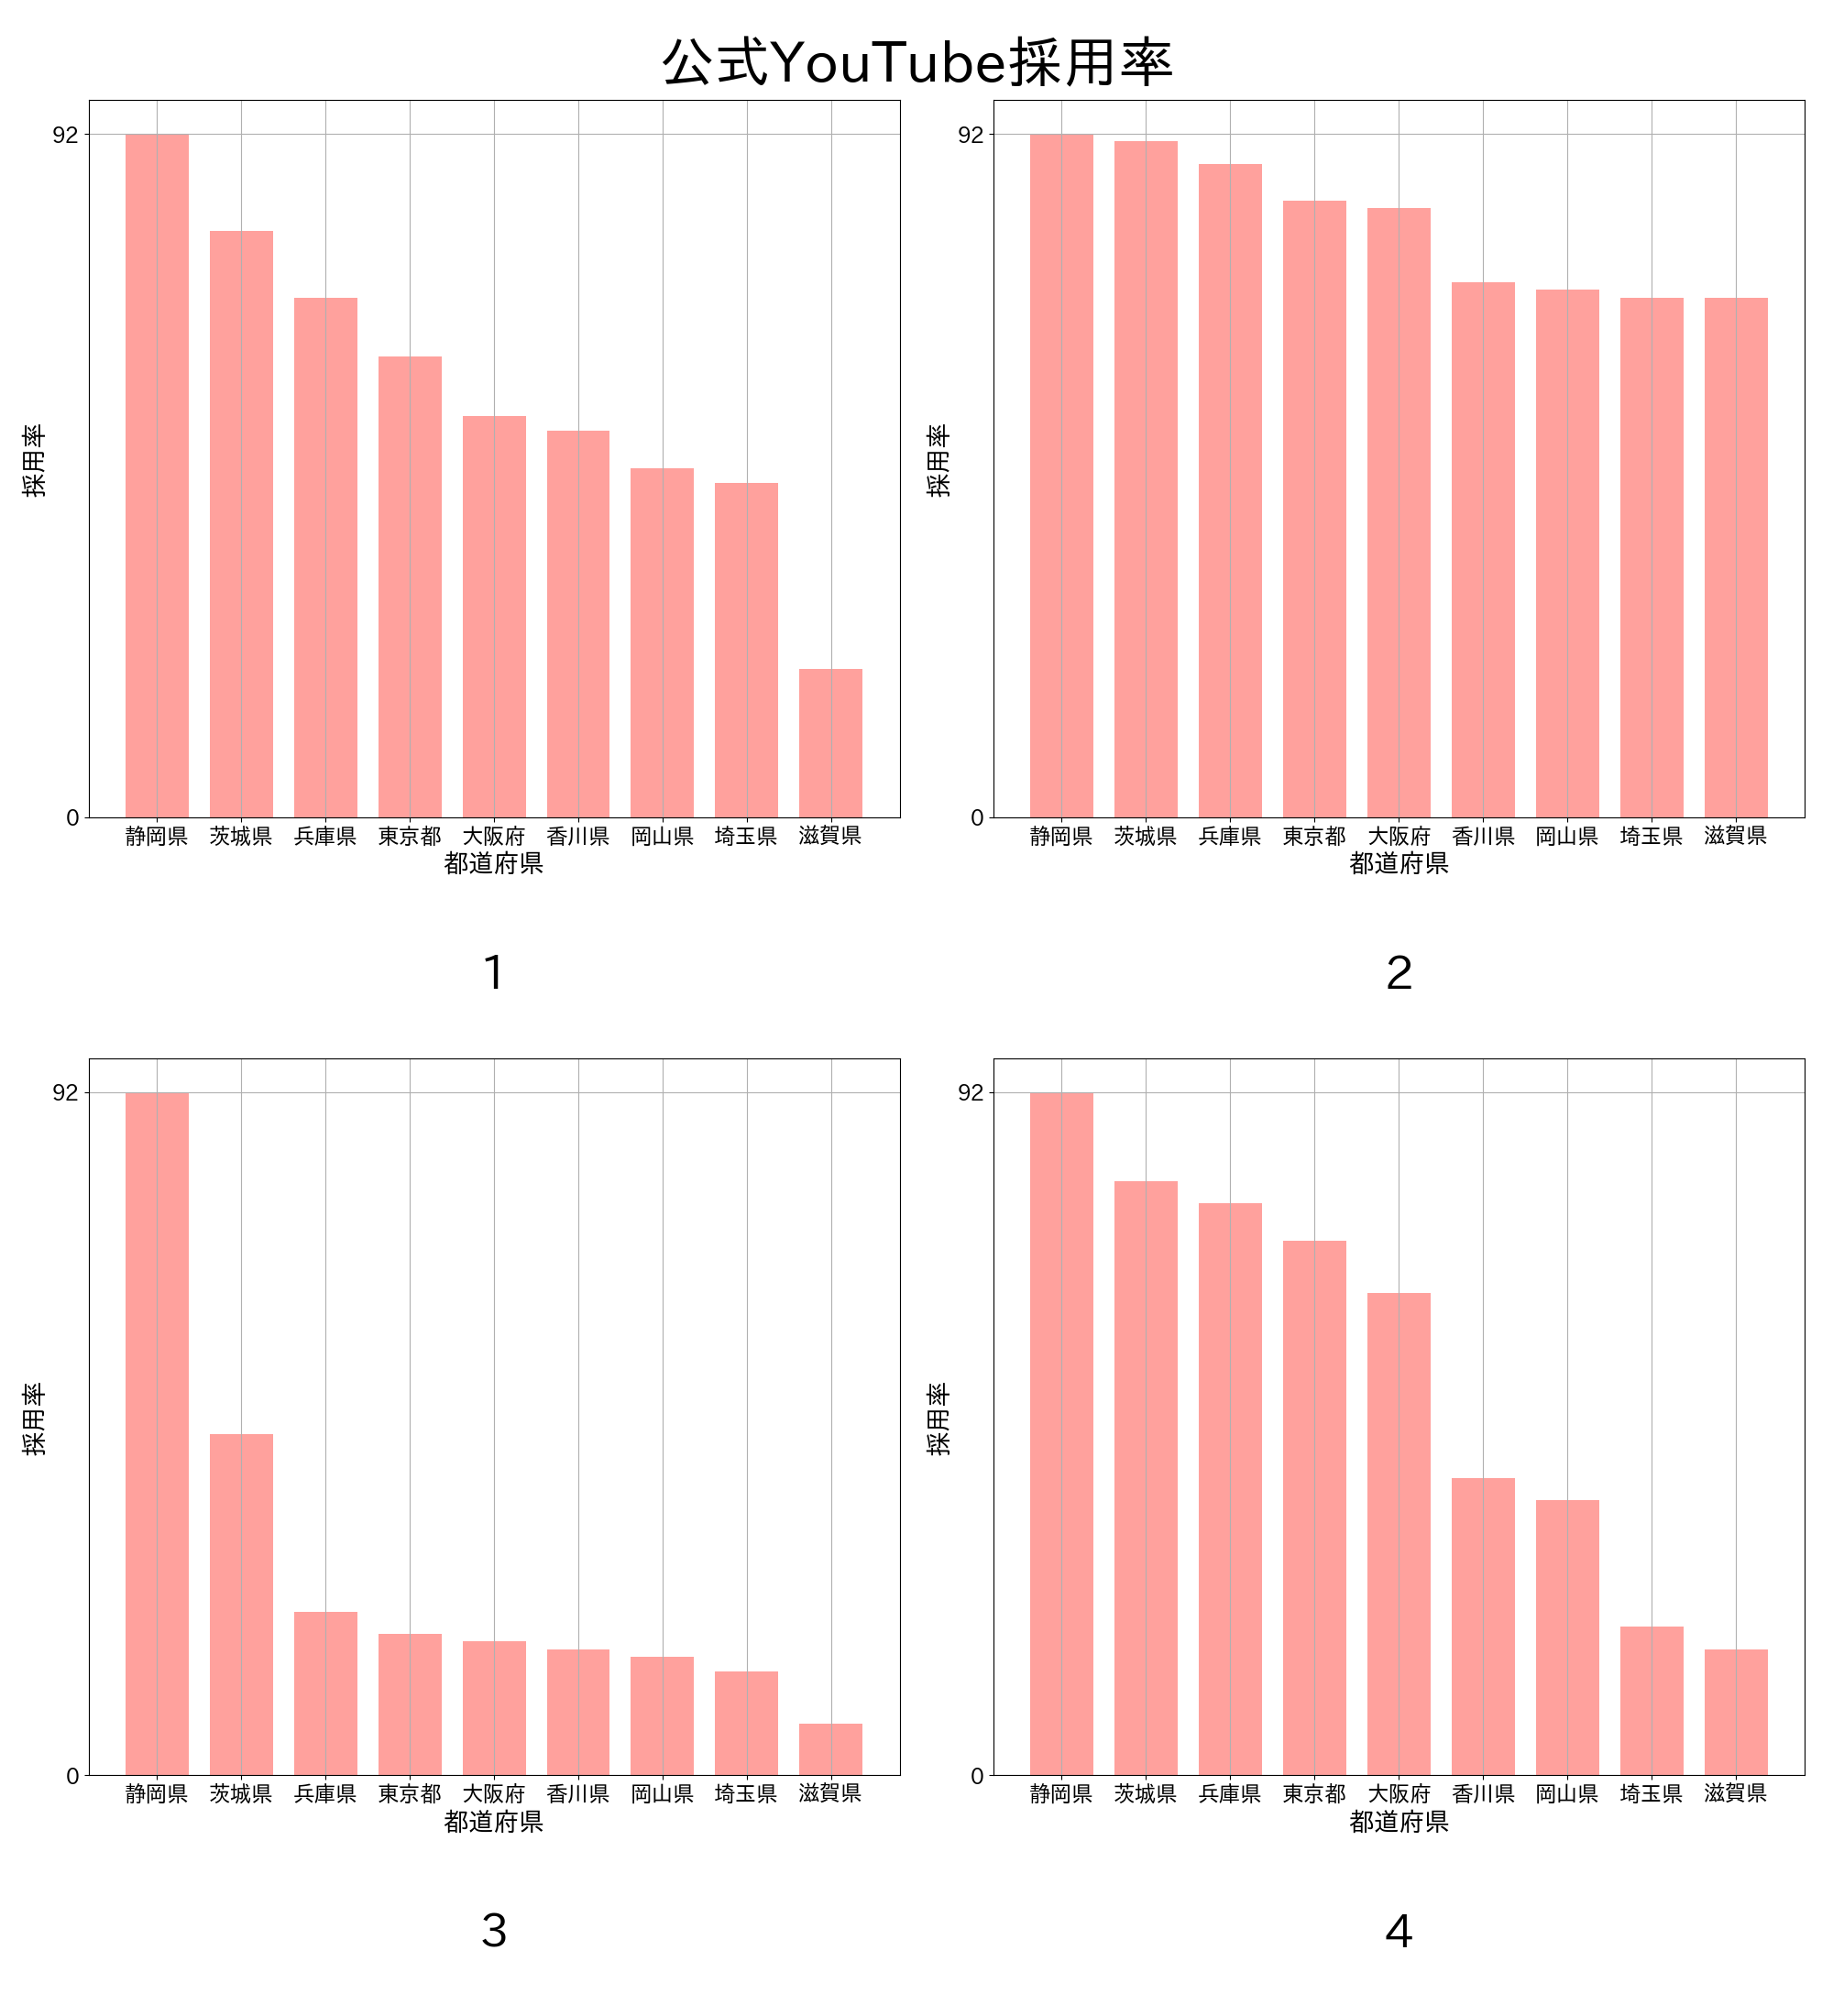 公式YouTube採用率
92
0
採用率
静岡県 茨城県 兵庫県 東京都 大阪府 香川県 岡山県 埼玉県 滋賀県
都道府県
1
92
0
採用率
静岡県 茨城県 兵庫県 東京都 大阪府 香川県 岡山県 埼玉県 滋賀県
都道府県
2
92
0
採用率
静岡県 茨城県 兵庫県 東京都 大阪府 香川県 岡山県 埼玉県 滋賀県
都道府県
3
92
0
採用率
静岡県 茨城県 兵庫県 東京都 大阪府 香川県 岡山県 埼玉県 滋賀県
都道府県
4